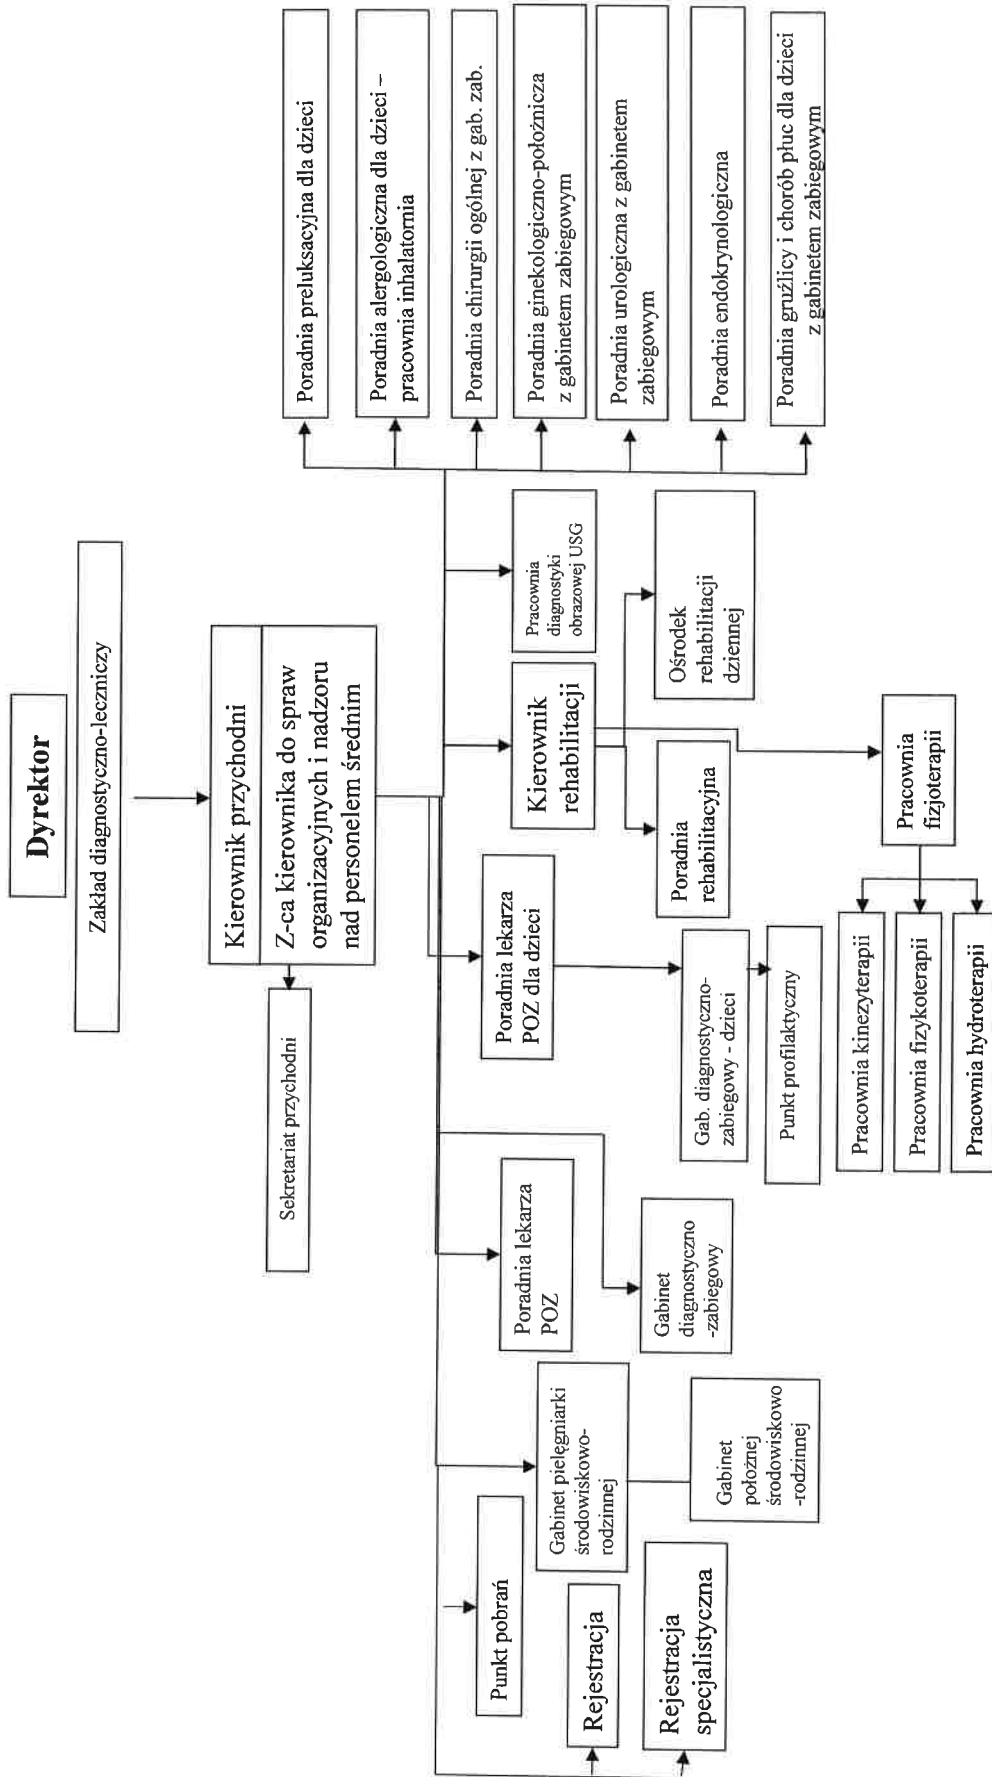 Dyrektor
Zakład diagnostyczno-leczniczy
Kierownik przychodni
Z-ca kierownika do spraw
organizacyjnych i nadzoru
nad personelem średnim
Sekretariat przychodni
Punkt pobrań
Rejestracja
Rejestracja
specjalistyczna
Gabinet pielęgniarki
środowiskowo-
rodzinnej
Gabinet
położnej
środowiskowo
-rodzinnej
Poradnia lekarza
POZ
Gabinet
diagnostyczno
-zabiegowy
Poradnia lekarza
POZ dla dzieci
Gab. diagnostyczno-
zabiegowy - dzieci
Punkt profilaktyczny
Kierownik
rehabilitacji
Poradnia
rehabilitacyjna
Ośrodek
rehabilitacji
dziennej
Pracownia
fizjoterapii
Pracownia kinezyterapii
Pracownia fizykoterapii
Pracownia hydroterapii
Pracownia
diagnostyki
obrazowej USG
Poradnia preluksacyjna dla dzieci
Poradnia alergologiczna dla dzieci –
pracownia inhalatornia
Poradnia chirurgii ogólnej z gab. zab.
Poradnia ginekologiczno-położnicza
z gabinetem zabiegowym
Poradnia urologiczna z gabinetem
zabiegowym
Poradnia endokrynologiczna
Poradnia gruźlicy i chorób płuc dla dzieci
z gabinetem zabiegowym